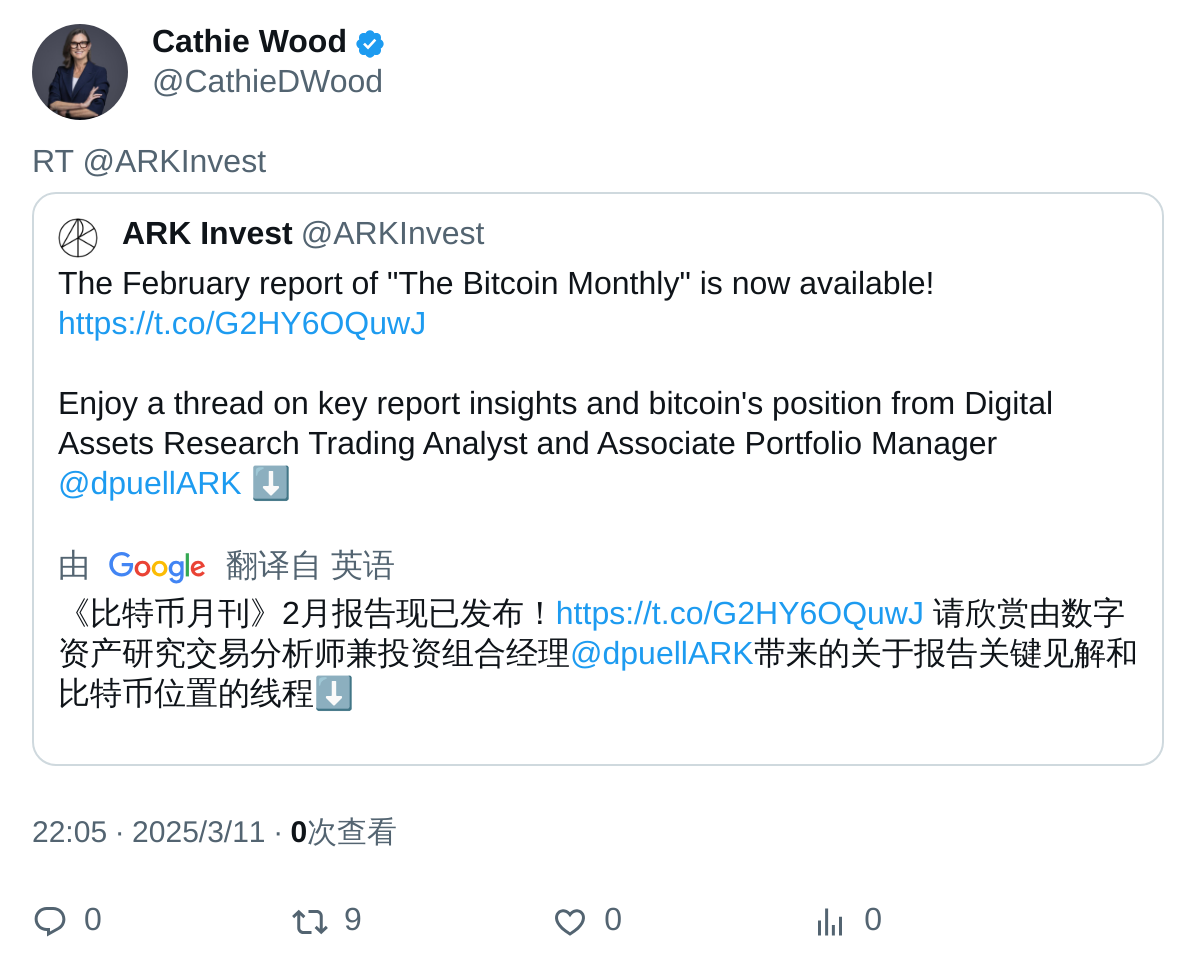 Cathie Wood
@CathieDWood
RT @ARKInvest
ARK Invest @ARKInvest
The February report of "The Bitcoin Monthly" is now available!
https://t.co/G2HY6OQuwJ
Enjoy a thread on key report insights and bitcoin's position from Digital
Assets Research Trading Analyst and Associate Portfolio Manager
@dpuellARK ⬇️
由 Google 翻译自 英语
《比特币月刊》2月报告现已发布！https://t.co/G2HY6OQuwJ 请欣赏由数字
资产研究交易分析师兼投资组合经理@dpuellARK带来的关于报告关键见解和
比特币位置的线程⬇️
22:05 · 2025/3/11 · 0次查看
0 9 0 0